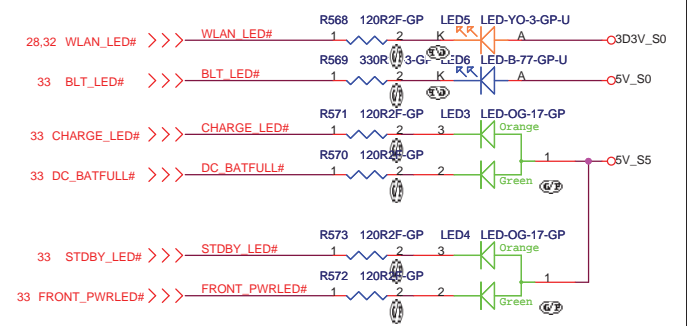 R568 120R2F-GP LED5 LED-YO-3-GP-U
28,32 WLAN_LED# WLAN_LED# 1 2 K A 3D3V_S0
R569 LED6 LED-B-77-GP-U
33 BLT_LED# BLT_LED# 1 2 K A 5V_S0
R571 120R2F-GP LED3 LED-OG-17-GP
33 CHARGE_LED# CHARGE_LED# 1 2 3 Orange
R570 1 5V_S5
33 DC_BATFULL# DC_BATFULL# 1 2 2 Green G/P
R573 120R2F-GP LED4 LED-OG-17-GP
33 STDBY_LED# STDBY_LED# 1 2 3 Orange
R572 1
33 FRONT_PWRLED# FRONT_PWRLED# 1 2 2 Green G/P